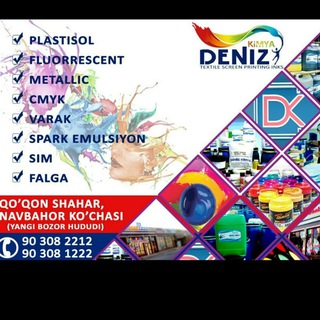 PLASTISOL
FLUORRESCENT
METALLIC
CMYK
VARAK
SPARK EMULSIYON
SIM
FALGA
KiMYA
DENIZ
TEXTILE SCREEN PRINTING INKS
DK
QO'QON SHAHAR,
NAVBAHOR KO'CHASI
(YANGI BOZOR HUDUDI)
90 308 2212
90 308 1222